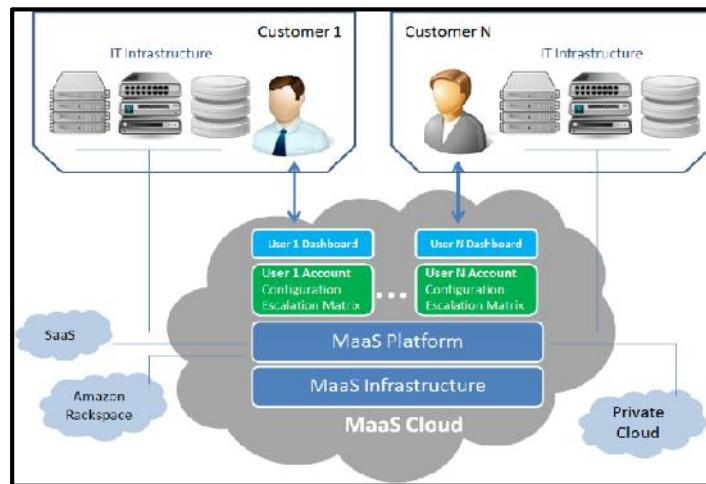 Customer 1
IT Infrastructure
Customer N
IT Infrastructure
User 1 Dashboard
User N Dashboard
User 1 Account
Configuration
Escalation Matrix
...
User N Account
Configuration
Escalation Matrix
MaaS Platform
MaaS Infrastructure
MaaS Cloud
SaaS
Amazon
Rackspace
Private
Cloud